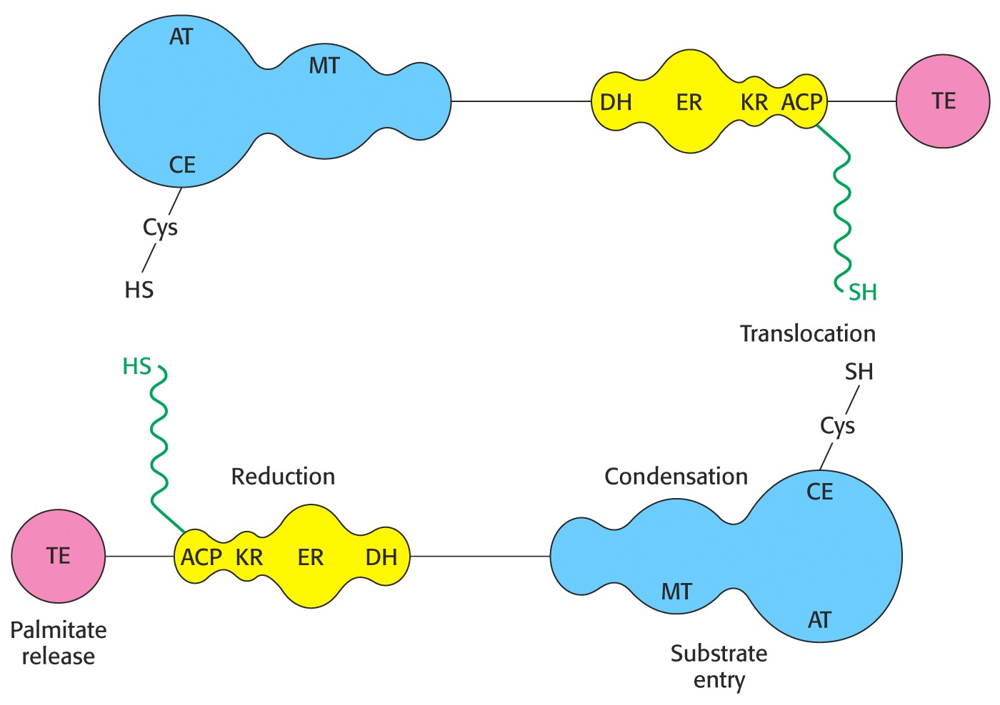 AT
MT
DH
ER
KR
ACP
TE
CE
Cys
HS
SH
Translocation
HS
SH
Cys
Reduction
Condensation
CE
TE
ACP
KR
ER
DH
MT
AT
Palmitate
release
Substrate
entry